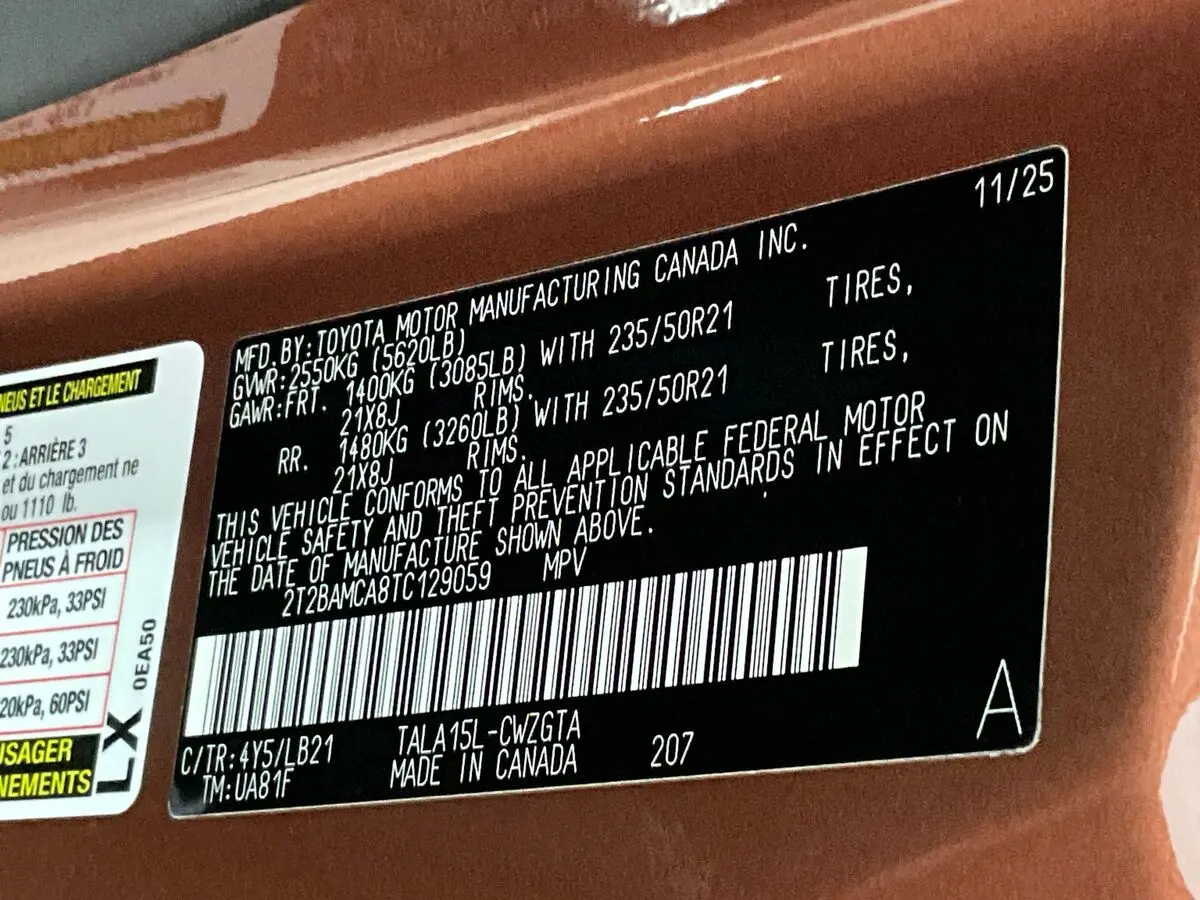 NEUS ET LE CHARGEMENT
5
2 : ARRIÈRE 3
et du chargement ne
ou 1110 lb.
PRESSION DES
PNEUS À FROID
230kPa, 33PSI
230kPa, 33PSI
20kPa, 60PSI
USAGER
NEMENTS
LX 0EA50
11/25
MFD.BY:TOYOTA MOTOR MANUFACTURING CANADA INC.
GVWR:2550KG (5620LB)
GAWR:FRT. 1400KG (3085LB) WITH 235/50R21 TIRES,
21X8J RIMS.
RR. 1480KG (3260LB) WITH 235/50R21 TIRES,
21X8J RIMS.
THIS VEHICLE CONFORMS TO ALL APPLICABLE FEDERAL MOTOR
VEHICLE SAFETY AND THEFT PREVENTION STANDARDS IN EFFECT ON
THE DATE OF MANUFACTURE SHOWN ABOVE.
2T2BAMCA8TC129059 MPV
C/TR:4Y5/LB21 TALA15L-CWZGTA
TM:UA81F MADE IN CANADA 207
A